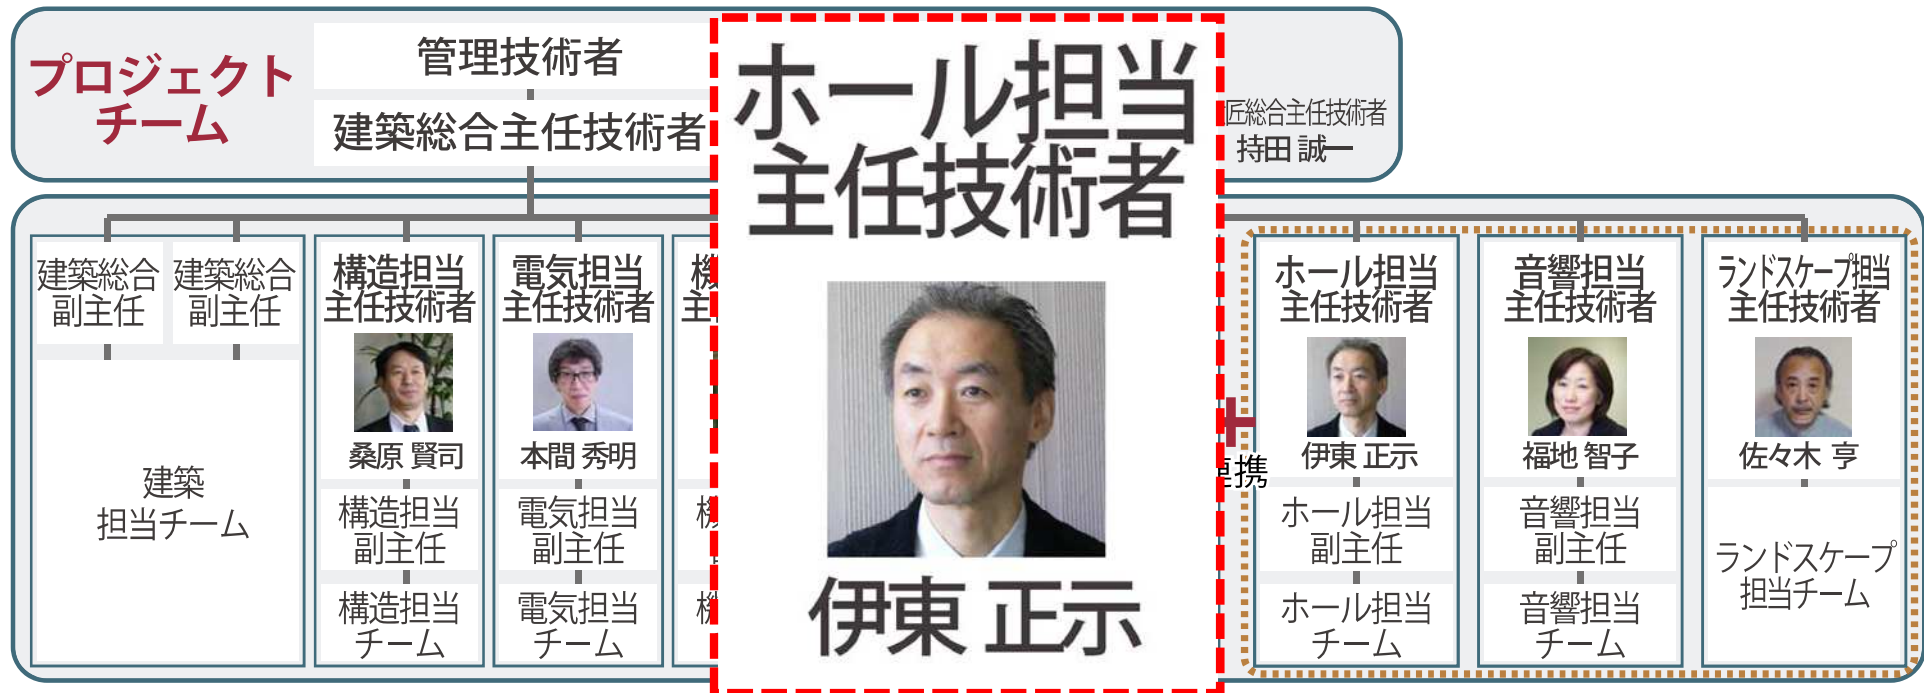 プロジェクト
チーム
管理技術者
建築総合主任技術者
匠総合主任技術者
持田 誠一
ホール担当
主任技術者
伊東 正示
建築総合
副主任
建築総合
副主任
建築
担当チーム
構造担当
主任技術者
桑原 賢司
構造担当
副主任
構造担当
チーム
電気担当
主任技術者
本間 秀明
電気担当
副主任
電気担当
チーム
機
主
機
機
携
ホール担当
主任技術者
伊東 正示
ホール担当
副主任
ホール担当
チーム
音響担当
主任技術者
福地 智子
音響担当
副主任
音響担当
チーム
ランドスケープ担当
主任技術者
佐々木 亨
ランドスケープ
担当チーム